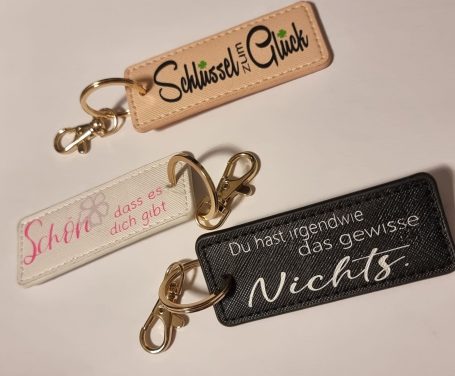 Schlüssel zum Glück
Schön dass es
dich gibt
Du hast irgendwie
das gewisse
Nichts.